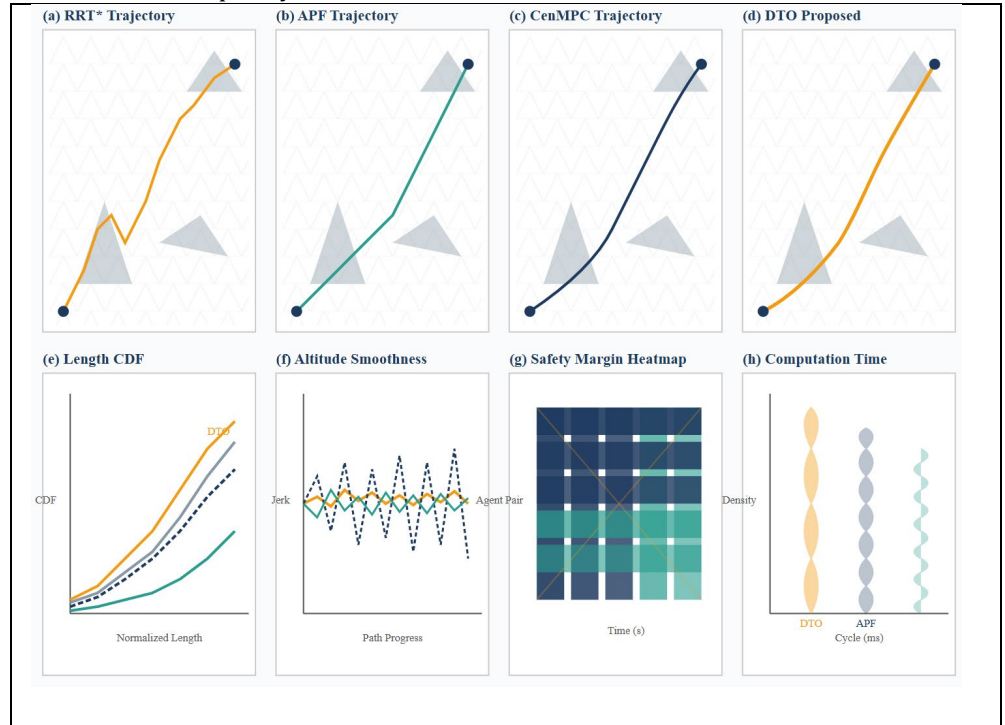 (a) RRT* Trajectory
(b) APF Trajectory
(c) CenMPC Trajectory
(d) DTO Proposed
(e) Length CDF
(f) Altitude Smoothness
(g) Safety Margin Heatmap
(h) Computation Time
DTO
CDF
Normalized Length
Jerk
Path Progress
Agent Pair
Time (s)
Density
DTO
APF
Cycle (ms)